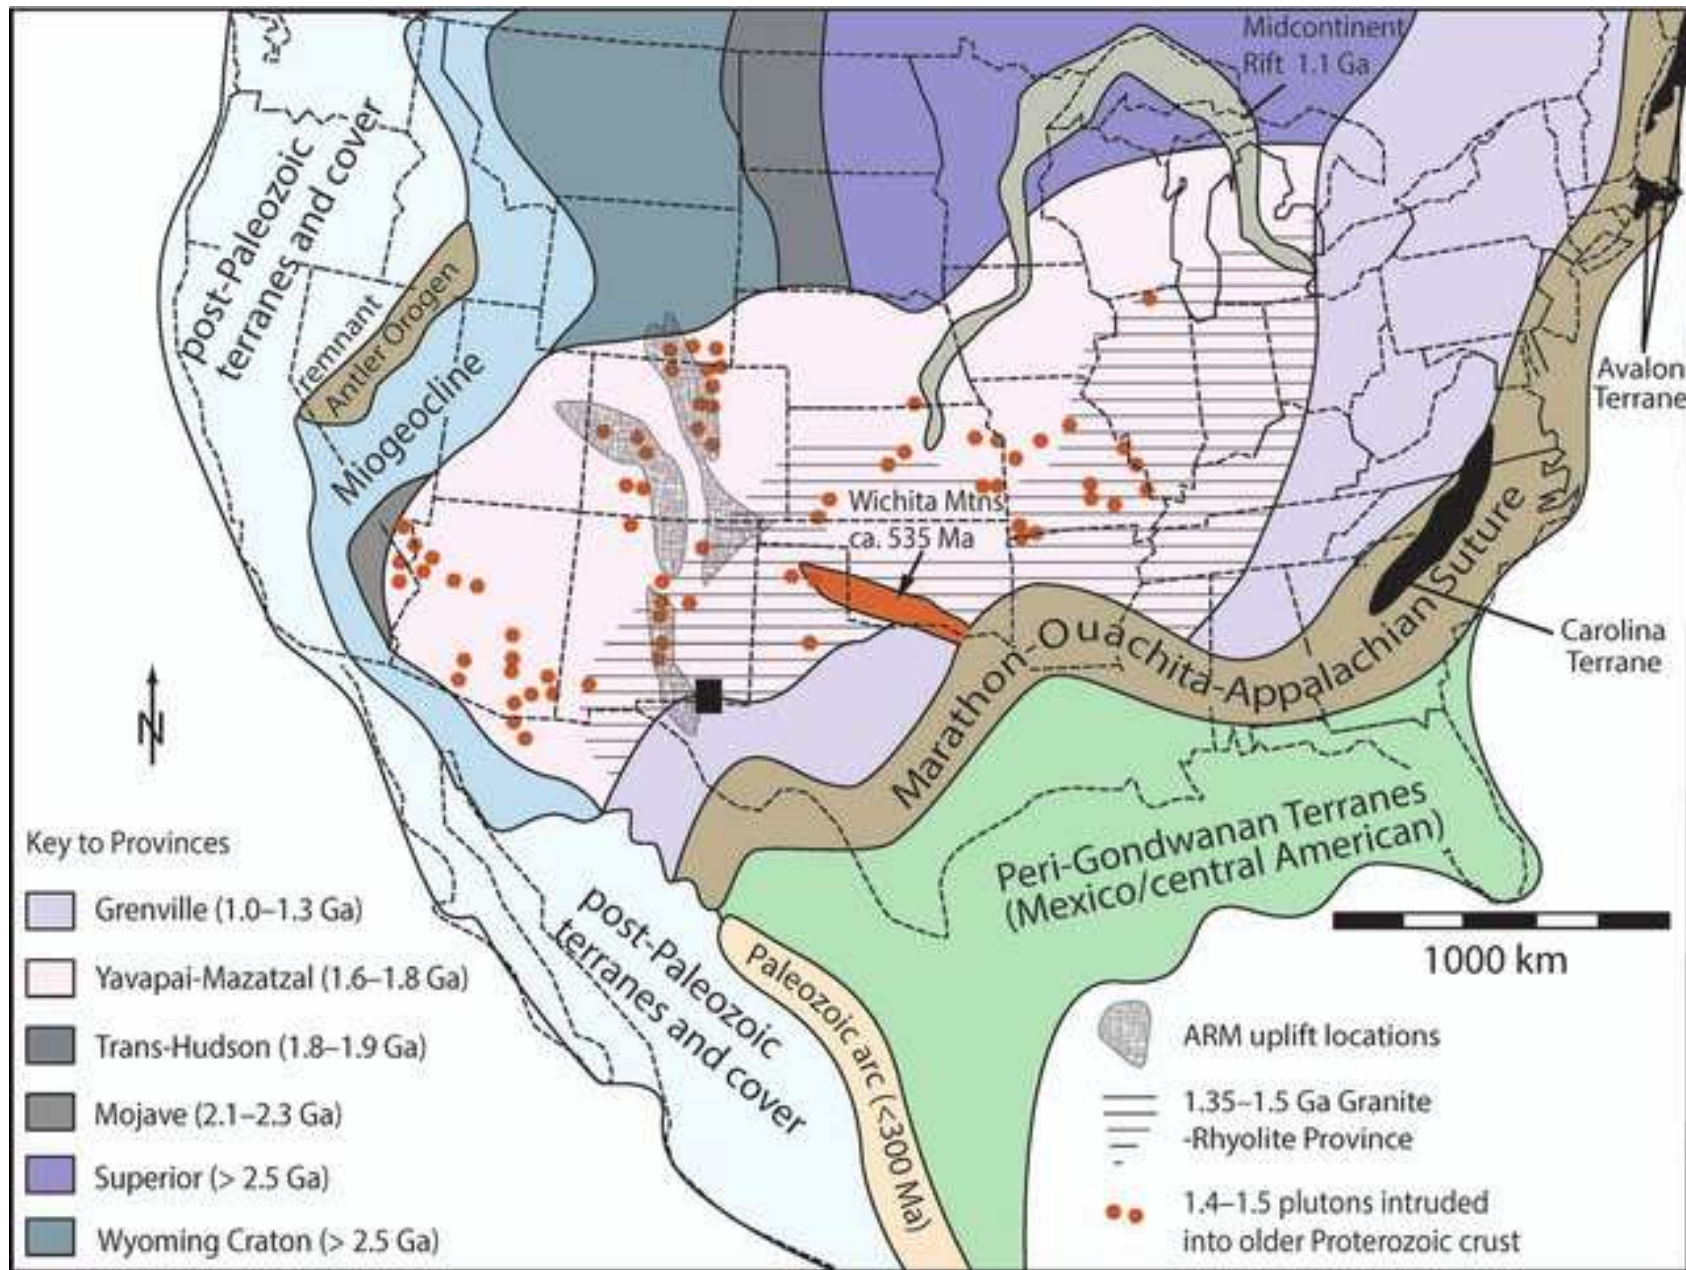 Midcontinent
Rift 1.1 Ga
post-Paleozoic
terranes and cover
remnant
Antler Orogen
Miogeocline
Avalon
Terrane
Wichita Mtns
ca. 535 Ma
Carolina
Terrane
Marathon-Ouachita-Appalachian Suture
N
Peri-Gondwanan Terranes
(Mexico/central American)
post-Paleozoic
terranes and cover
Paleozoic arc (<300 Ma)
1000 km
Key to Provinces
Grenville (1.0–1.3 Ga)
Yavapai-Mazatzal (1.6–1.8 Ga)
Trans-Hudson (1.8–1.9 Ga)
Mojave (2.1–2.3 Ga)
Superior (> 2.5 Ga)
Wyoming Craton (> 2.5 Ga)
ARM uplift locations
1.35–1.5 Ga Granite
-Rhyolite Province
1.4–1.5 plutons intruded
into older Proterozoic crust